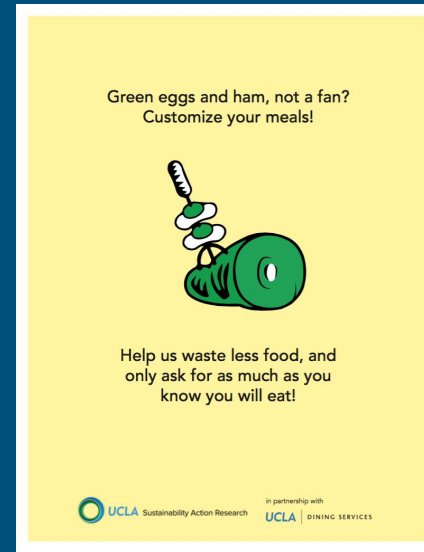 Green eggs and ham, not a fan?
Customize your meals!
Help us waste less food, and
only ask for as much as you
know you will eat!
UCLA Sustainability Action Research
in partnership with
UCLA DINING SERVICES